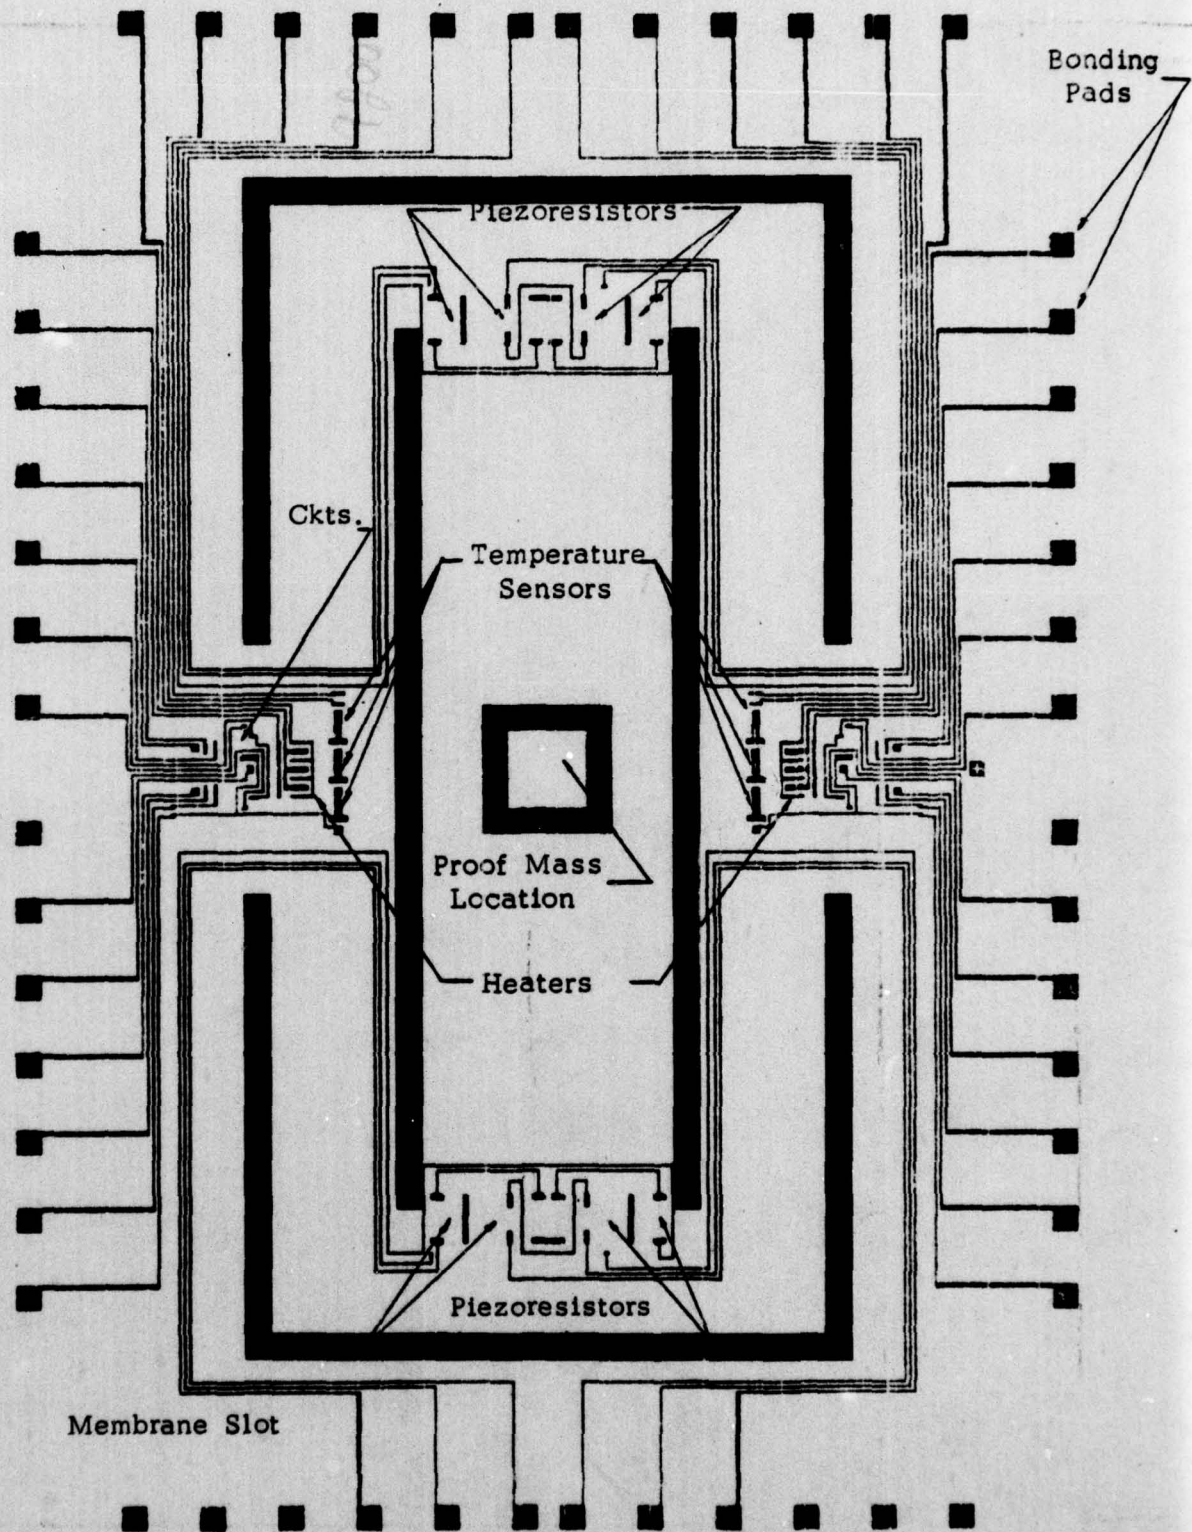 Bonding
Pads
Piezoresistors
Ckts.
Temperature
Sensors
Proof Mass
Location
Heaters
Piezoresistors
Membrane Slot